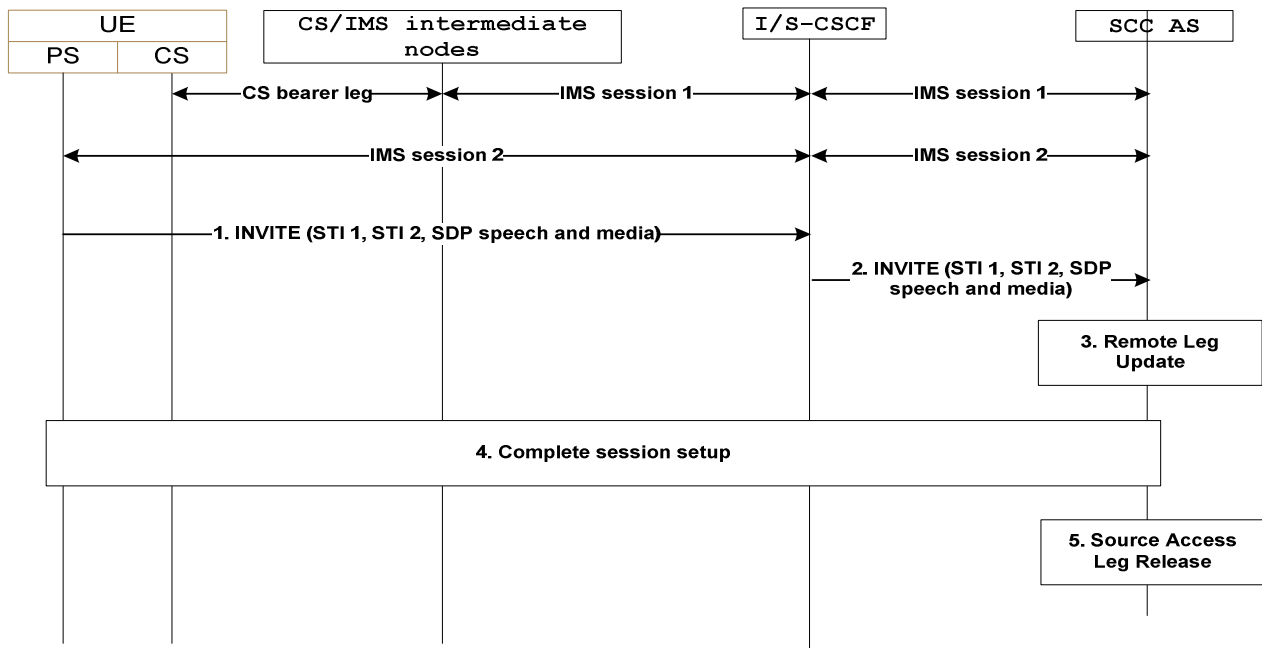 UE
PS
CS
CS/IMS intermediate
nodes
I/S-CSCF
SCC AS
CS bearer leg
IMS session 1
IMS session 1
IMS session 2
IMS session 2
1. INVITE (STI 1, STI 2, SDP speech and media)
2. INVITE (STI 1, STI 2, SDP
speech and media)
3. Remote Leg
Update
4. Complete session setup
5. Source Access
Leg Release